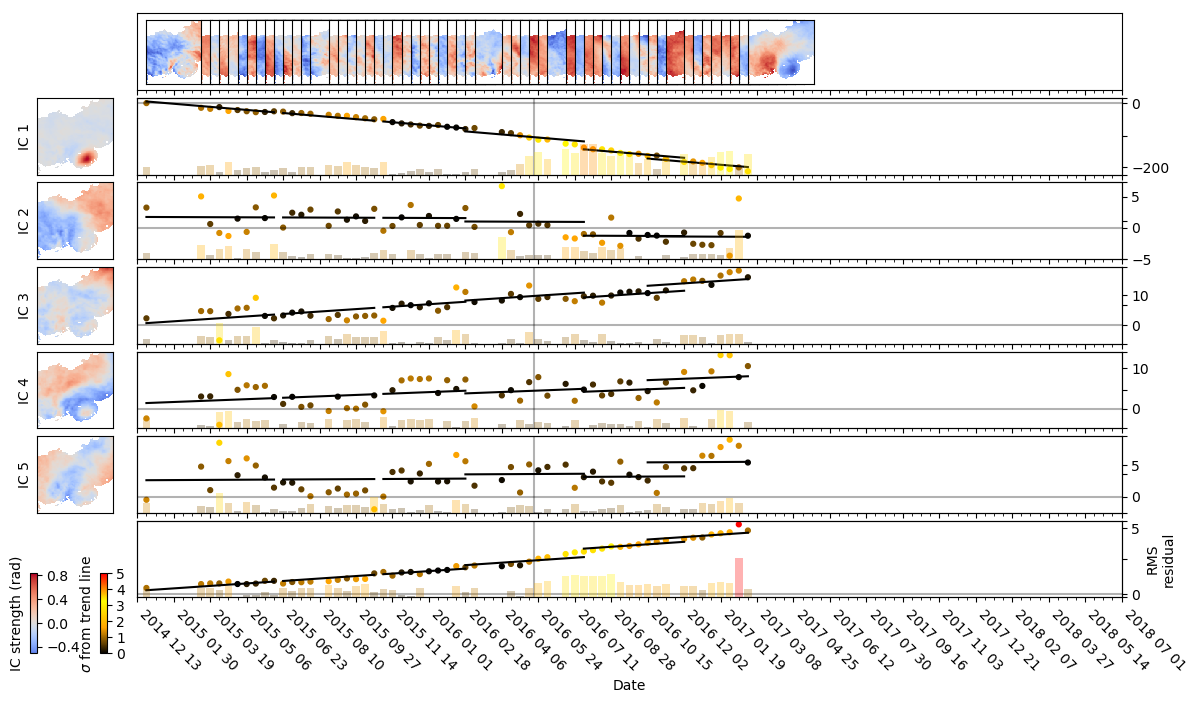 IC 1
0
−200
IC 2
5
0
−5
IC 3
10
0
IC 4
10
0
IC 5
5
0
RMS
residual
5
0
IC strength (rad)
0.8
0.4
0.0
−0.4
σ from trend line
5
4
3
2
1
0
2014 12 13
2015 01 30
2015 03 19
2015 05 06
2015 06 23
2015 08 10
2015 09 27
2015 11 14
2016 01 01
2016 02 18
2016 04 06
2016 05 24
2016 07 11
2016 08 28
2016 10 15
2016 12 02
2017 01 19
2017 03 08
2017 04 25
2017 06 12
2017 07 30
2017 09 16
2017 11 03
2017 12 21
2018 02 07
2018 03 27
2018 05 14
2018 07 01
Date